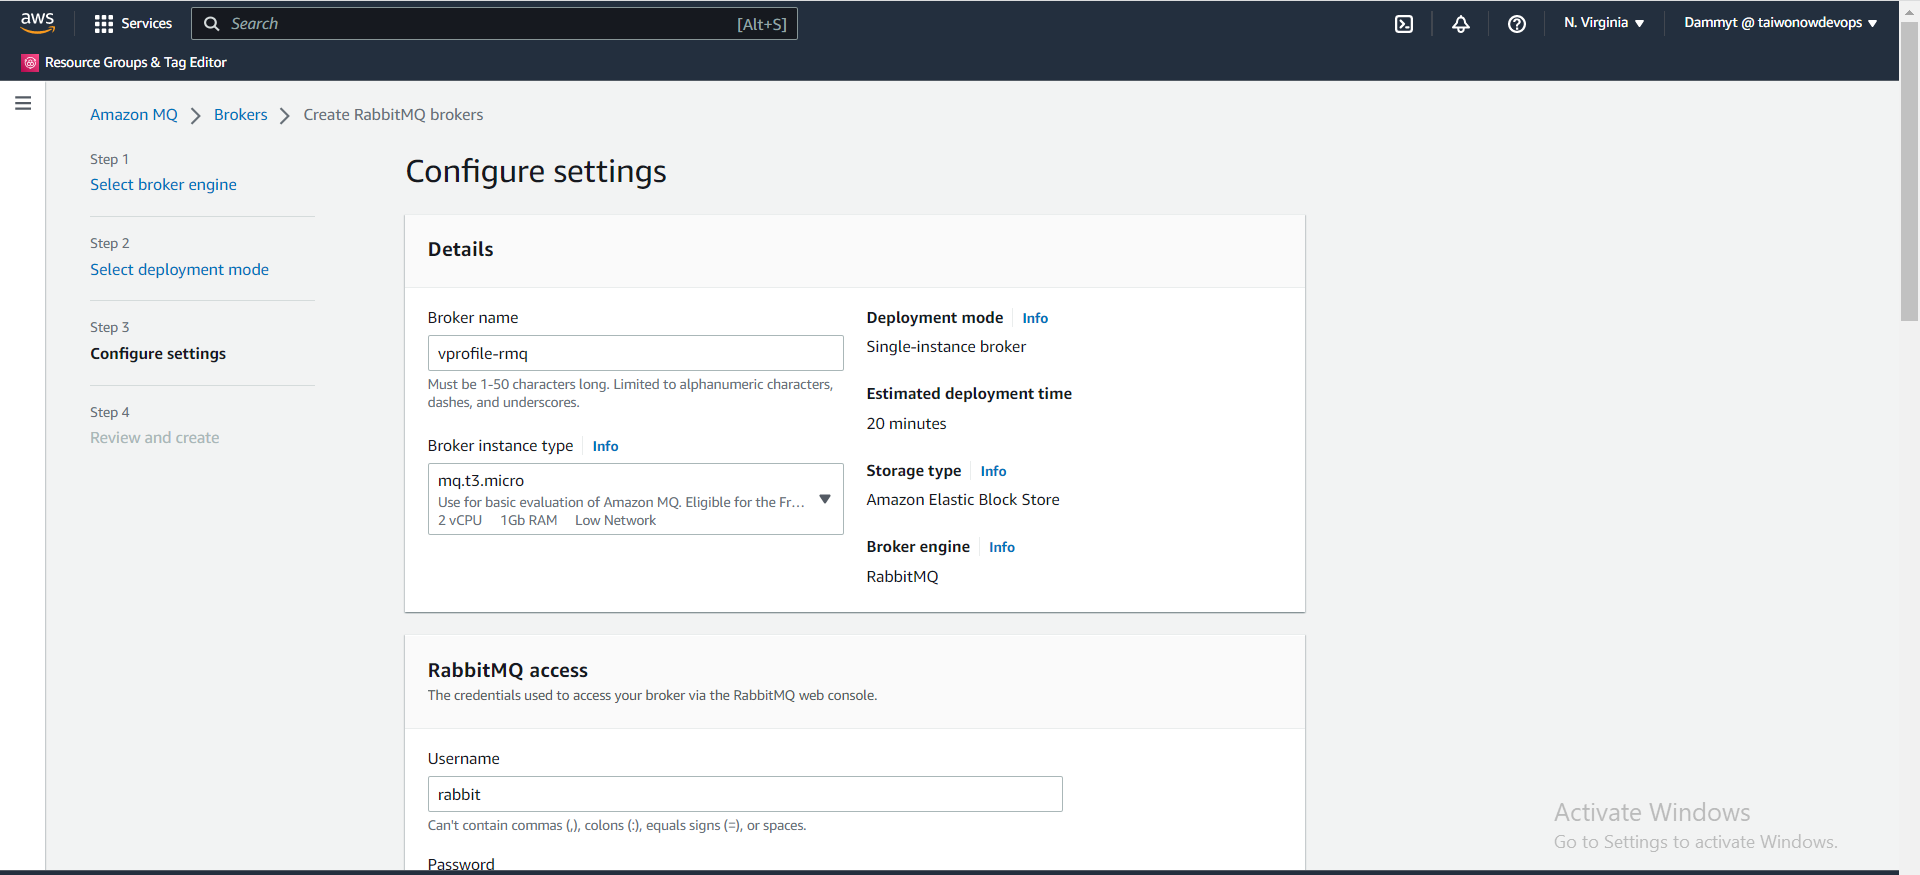 aws
Services
Search
[Alt+S]
N. Virginia
Dammyt @ taiwonowdevops
Resource Groups & Tag Editor
Amazon MQ
Brokers
Create RabbitMQ brokers
Step 1
Select broker engine
Step 2
Select deployment mode
Step 3
Configure settings
Step 4
Review and create
Configure settings
Details
Broker name
vprofile-rmq
Must be 1-50 characters long. Limited to alphanumeric characters,
dashes, and underscores.
Broker instance type
Info
mq.t3.micro
Use for basic evaluation of Amazon MQ. Eligible for the Fr...
2 vCPU 1Gb RAM Low Network
Deployment mode
Info
Single-instance broker
Estimated deployment time
20 minutes
Storage type
Info
Amazon Elastic Block Store
Broker engine
Info
RabbitMQ
RabbitMQ access
The credentials used to access your broker via the RabbitMQ web console.
Username
rabbit
Can't contain commas (,), colons (:), equals signs (=), or spaces.
Password
Activate Windows
Go to Settings to activate Windows.